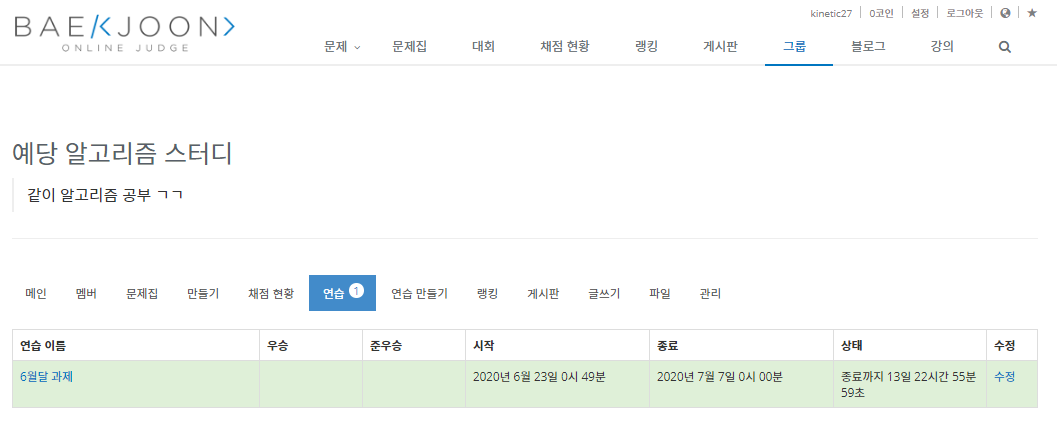 kinetic27 0코인 설정 로그아웃
BAEKJOON
ONLINE JUDGE
문제 문제집 대회 채점 현황 랭킹 게시판 그룹 블로그 강의
예당 알고리즘 스터디
같이 알고리즘 공부 ㄱㄱ
메인 멤버 문제집 만들기 채점 현황 연습 1 연습 만들기 랭킹 게시판 글쓰기 파일 관리
연습 이름 우승 준우승 시작 종료 상태 수정
6월달 과제 2020년 6월 23일 0시 49분 2020년 7월 7일 0시 00분 종료까지 13일 22시간 55분 수정
59초